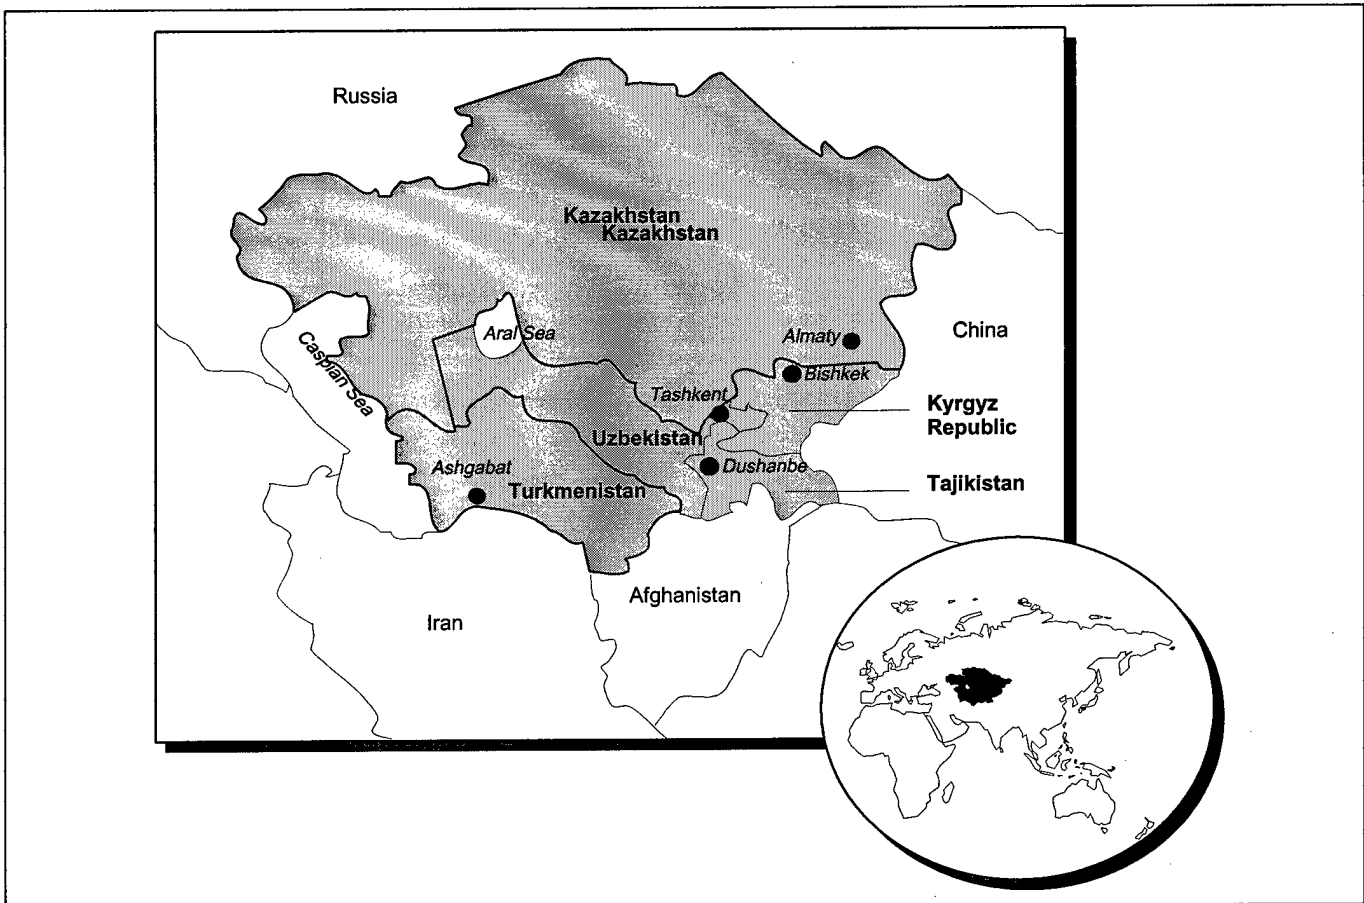 Russia
Kazakhstan
Kazakhstan
Aral Sea
Almaty
China
Caspian Sea
Bishkek
Tashkent
Kyrgyz
Republic
Uzbekistan
Ashgabat
Dushanbe
Turkmenistan
Tajikistan
Afghanistan
Iran